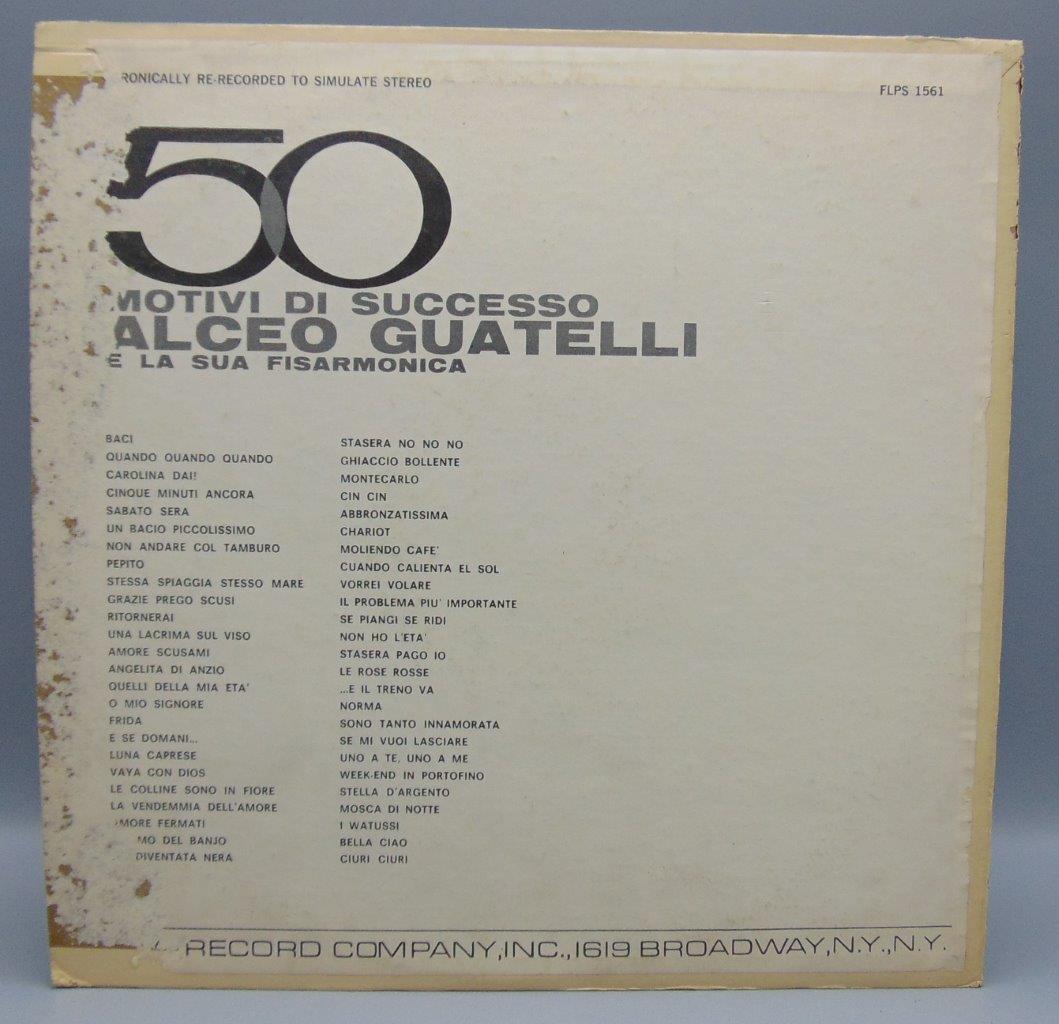 RONICALLY RE-RECORDED TO SIMULATE STEREO
FLPS 1561
50
MOTIVI DI SUCCESSO
ALCEO GUATELLI
E LA SUA FISARMONICA
BACI
QUANDO QUANDO QUANDO
CAROLINA DAI!
CINQUE MINUTI ANCORA
SABATO SERA
UN BACIO PICCOLISSIMO
NON ANDARE COL TAMBURO
PEPITO
STESSA SPIAGGIA STESSO MARE
GRAZIE PREGO SCUSI
RITORNERAI
UNA LACRIMA SUL VISO
AMORE SCUSAMI
ANGELITA DI ANZIO
QUELLI DELLA MIA ETA'
O MIO SIGNORE
FRIDA
E SE DOMANI...
LUNA CAPRESE
VAYA CON DIOS
LE COLLINE SONO IN FIORE
LA VENDEMMIA DELL'AMORE
MORE FERMATI
MO DEL BANJO
DIVENTATA NERA
STASERA NO NO NO
GHIACCIO BOLLENTE
MONTECARLO
CIN CIN
ABBRONZATISSIMA
CHARIOT
MOLIENDO CAFE'
CUANDO CALIENTA EL SOL
VORREI VOLARE
IL PROBLEMA PIU' IMPORTANTE
SE PIANGI SE RIDI
NON HO L'ETA'
STASERA PAGO IO
LE ROSE ROSSE
...E IL TRENO VA
NORMA
SONO TANTO INNAMORATA
SE MI VUOI LASCIARE
UNO A TE, UNO A ME
WEEK-END IN PORTOFINO
STELLA D'ARGENTO
MOSCA DI NOTTE
I WATUSSI
BELLA CIAO
CIURI CIURI
RECORD COMPANY, INC., 1619 BROADWAY, N.Y., N.Y.